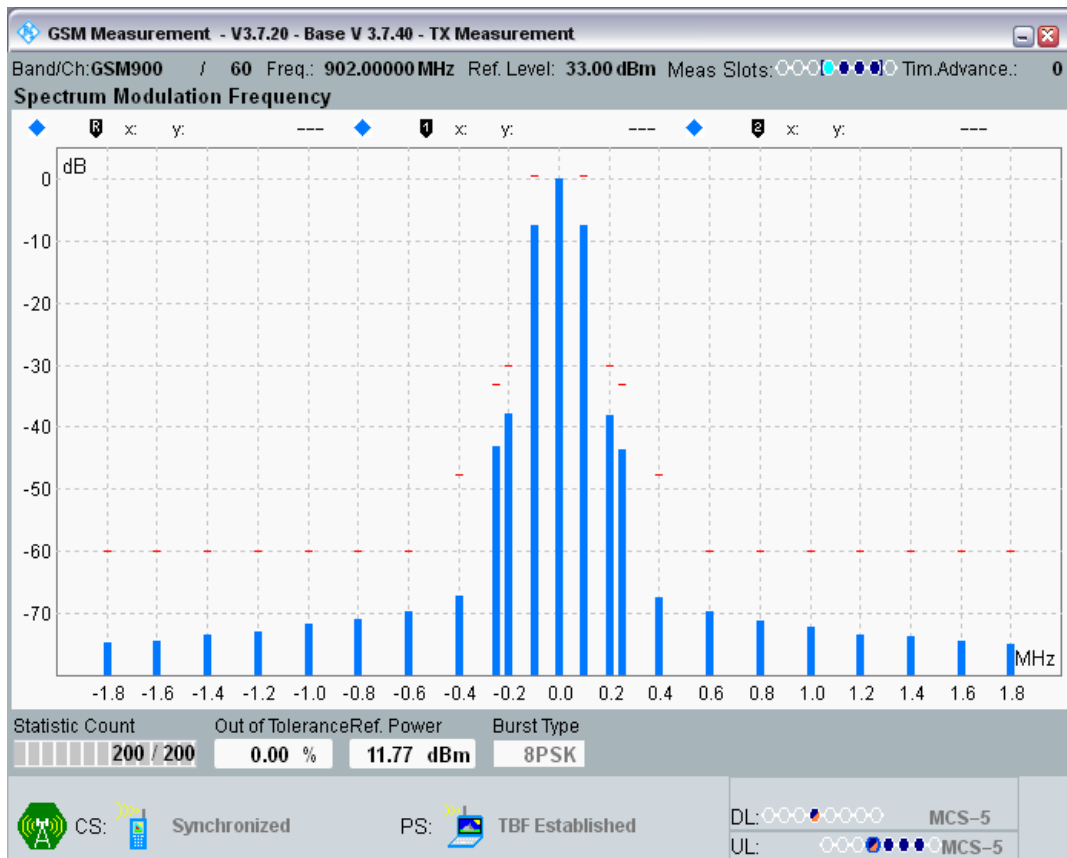 GSM Measurement - V3.7.20 - Base V 3.7.40 - TX Measurement
Band/Ch:GSM900 / 60 Freq.: 902.00000 MHz Ref. Level: 33.00 dBm Meas Slots: Tim.Advance.: 0
Spectrum Modulation Frequency
R x: y: --- 1 x: y: --- 2 x: y: ---
dB
0
-10
-20
-30
-40
-50
-60
-70
MHz
-1.8 -1.6 -1.4 -1.2 -1.0 -0.8 -0.6 -0.4 -0.2 0.0 0.2 0.4 0.6 0.8 1.0 1.2 1.4 1.6 1.8
Statistic Count Out of Tolerance Ref. Power Burst Type
200 / 200 0.00 % 11.77 dBm 8PSK
CS: Synchronized PS: TBF Established
DL: MCS-5
UL: MCS-5